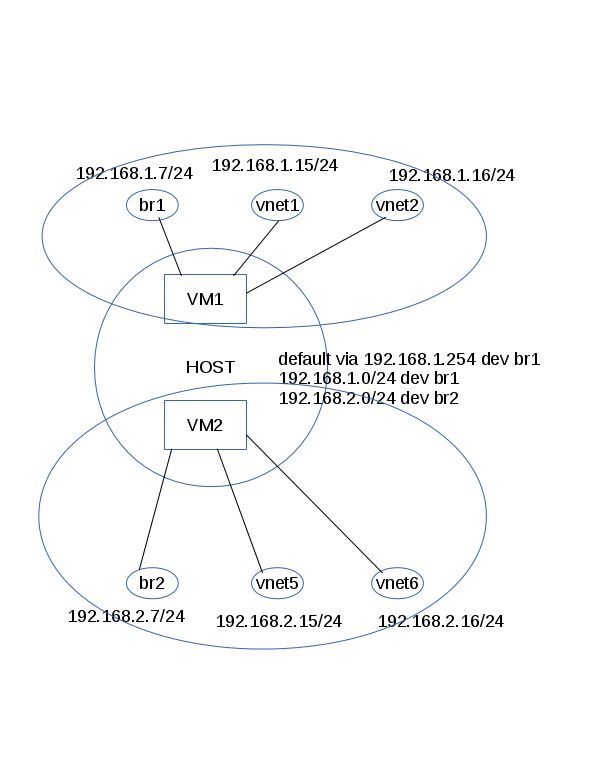 192.168.1.7/24
192.168.1.15/24
192.168.1.16/24
br1
vnet1
vnet2
VM1
HOST
default via 192.168.1.254 dev br1
192.168.1.0/24 dev br1
192.168.2.0/24 dev br2
VM2
br2
vnet5
vnet6
192.168.2.7/24
192.168.2.15/24
192.168.2.16/24